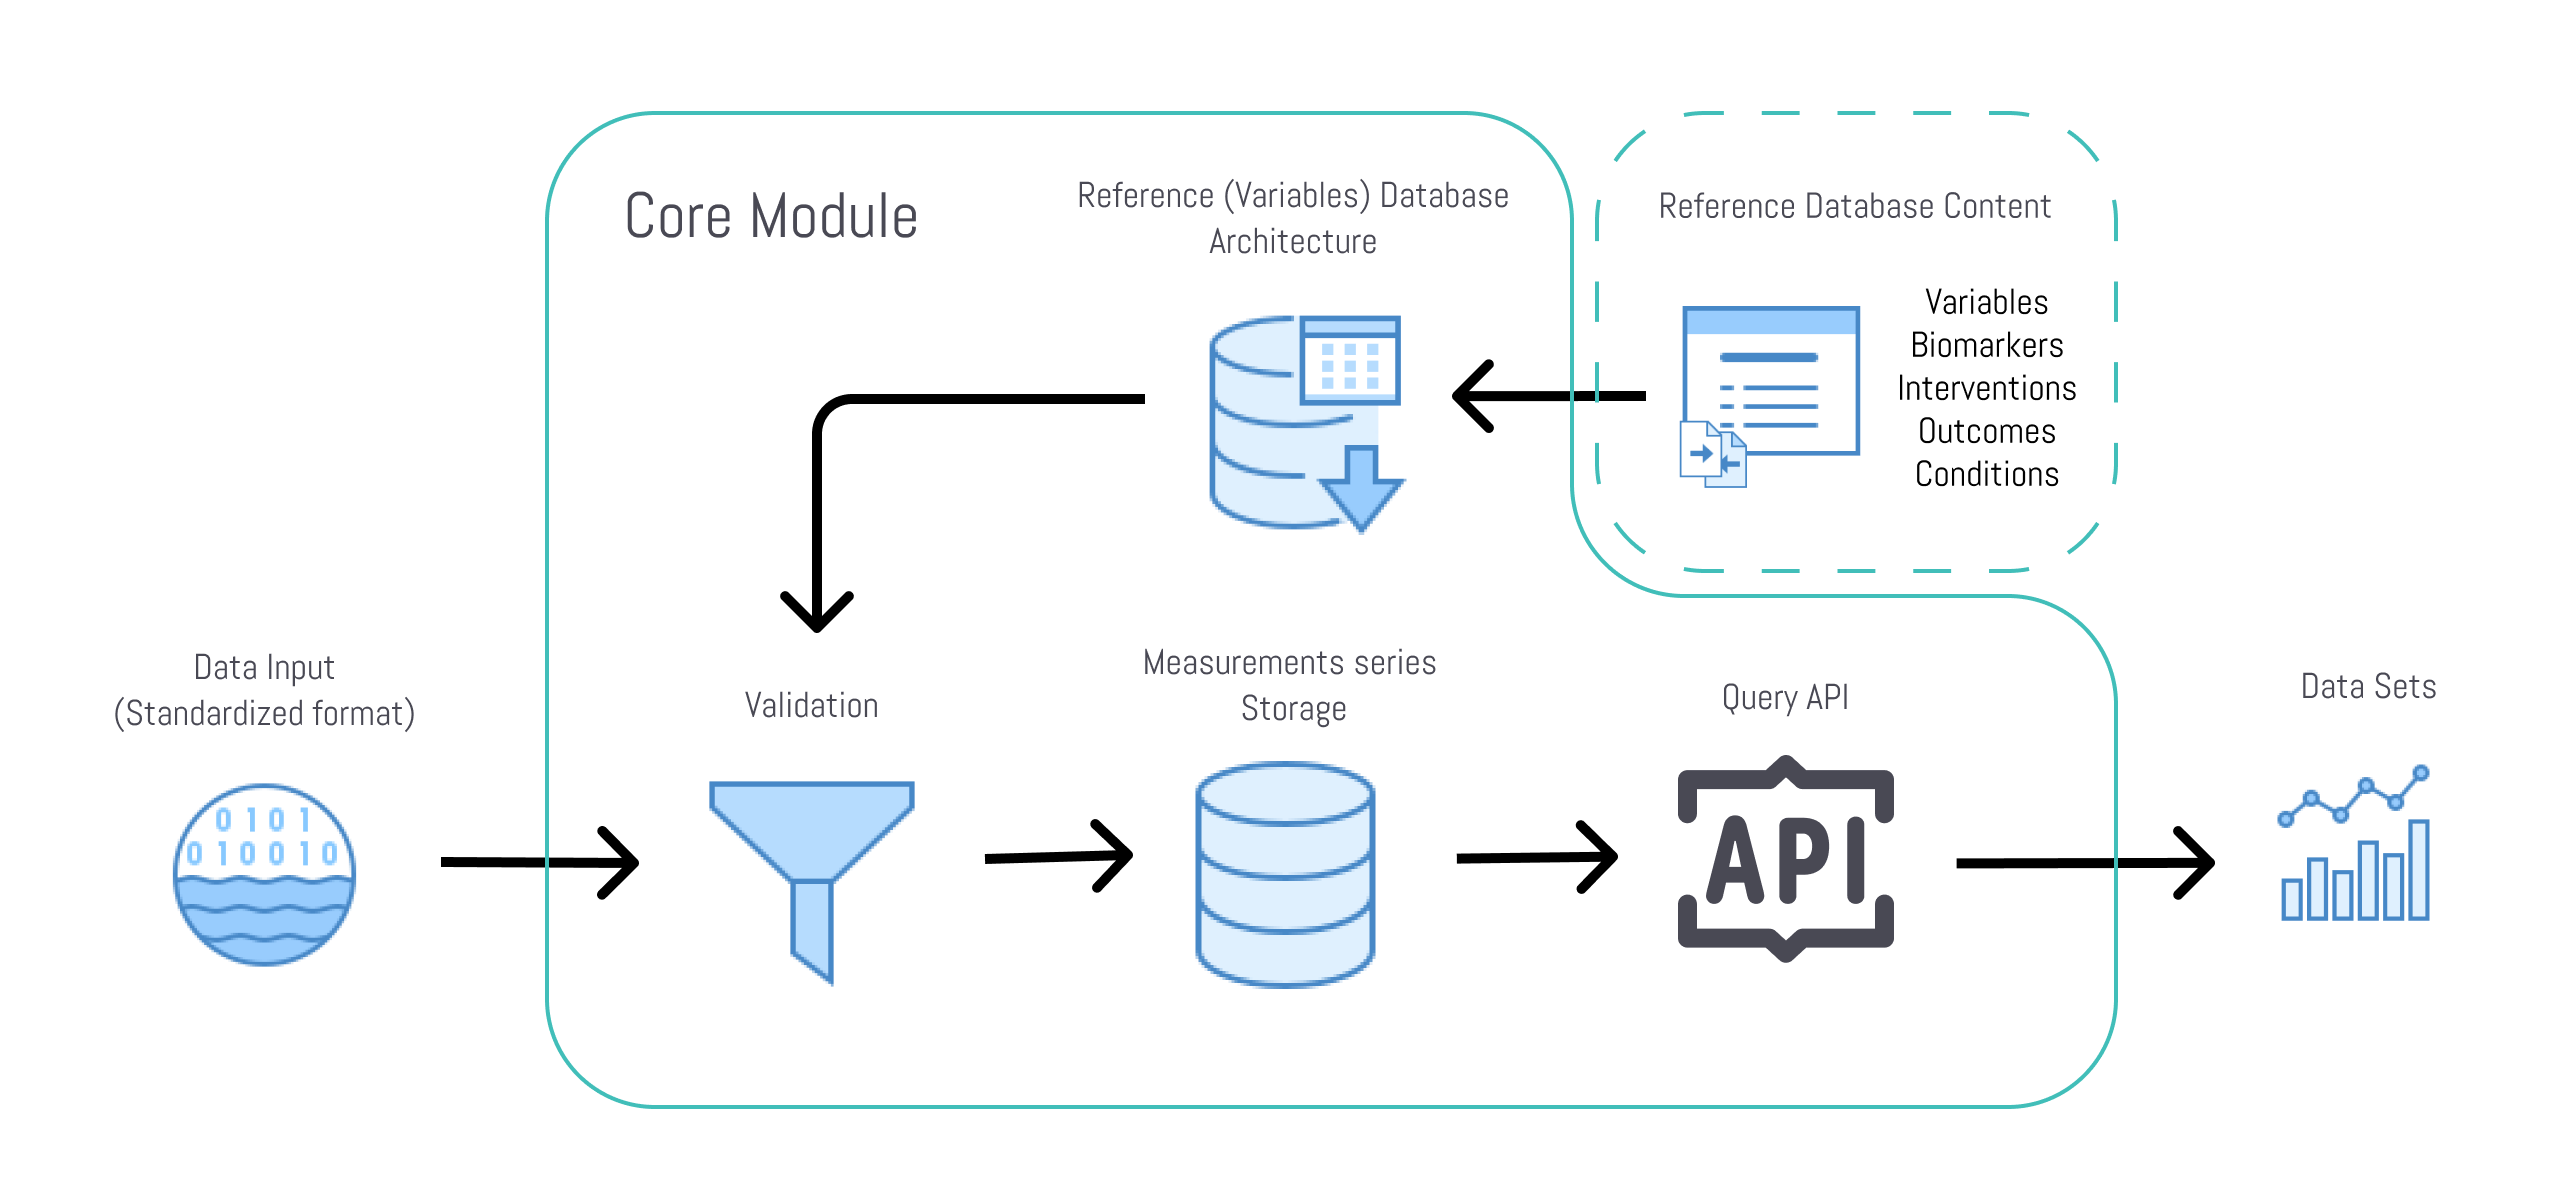 Core Module
Reference (Variables) Database
Architecture
Reference Database Content
Variables
Biomarkers
Interventions
Outcomes
Conditions
Data Input
(Standardized format)
0 1 0 1
0 1 0 0 1 0
Validation
Measurements series
Storage
Query API
API
Data Sets